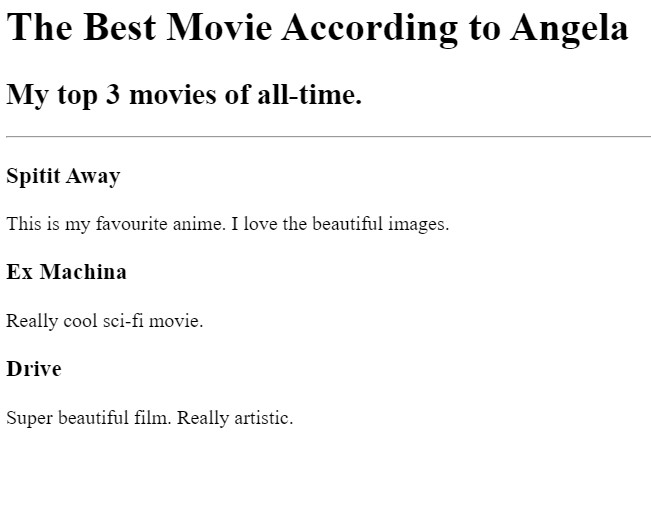 The Best Movie According to Angela
My top 3 movies of all-time.
Spitit Away
This is my favourite anime. I love the beautiful images.
Ex Machina
Really cool sci-fi movie.
Drive
Super beautiful film. Really artistic.